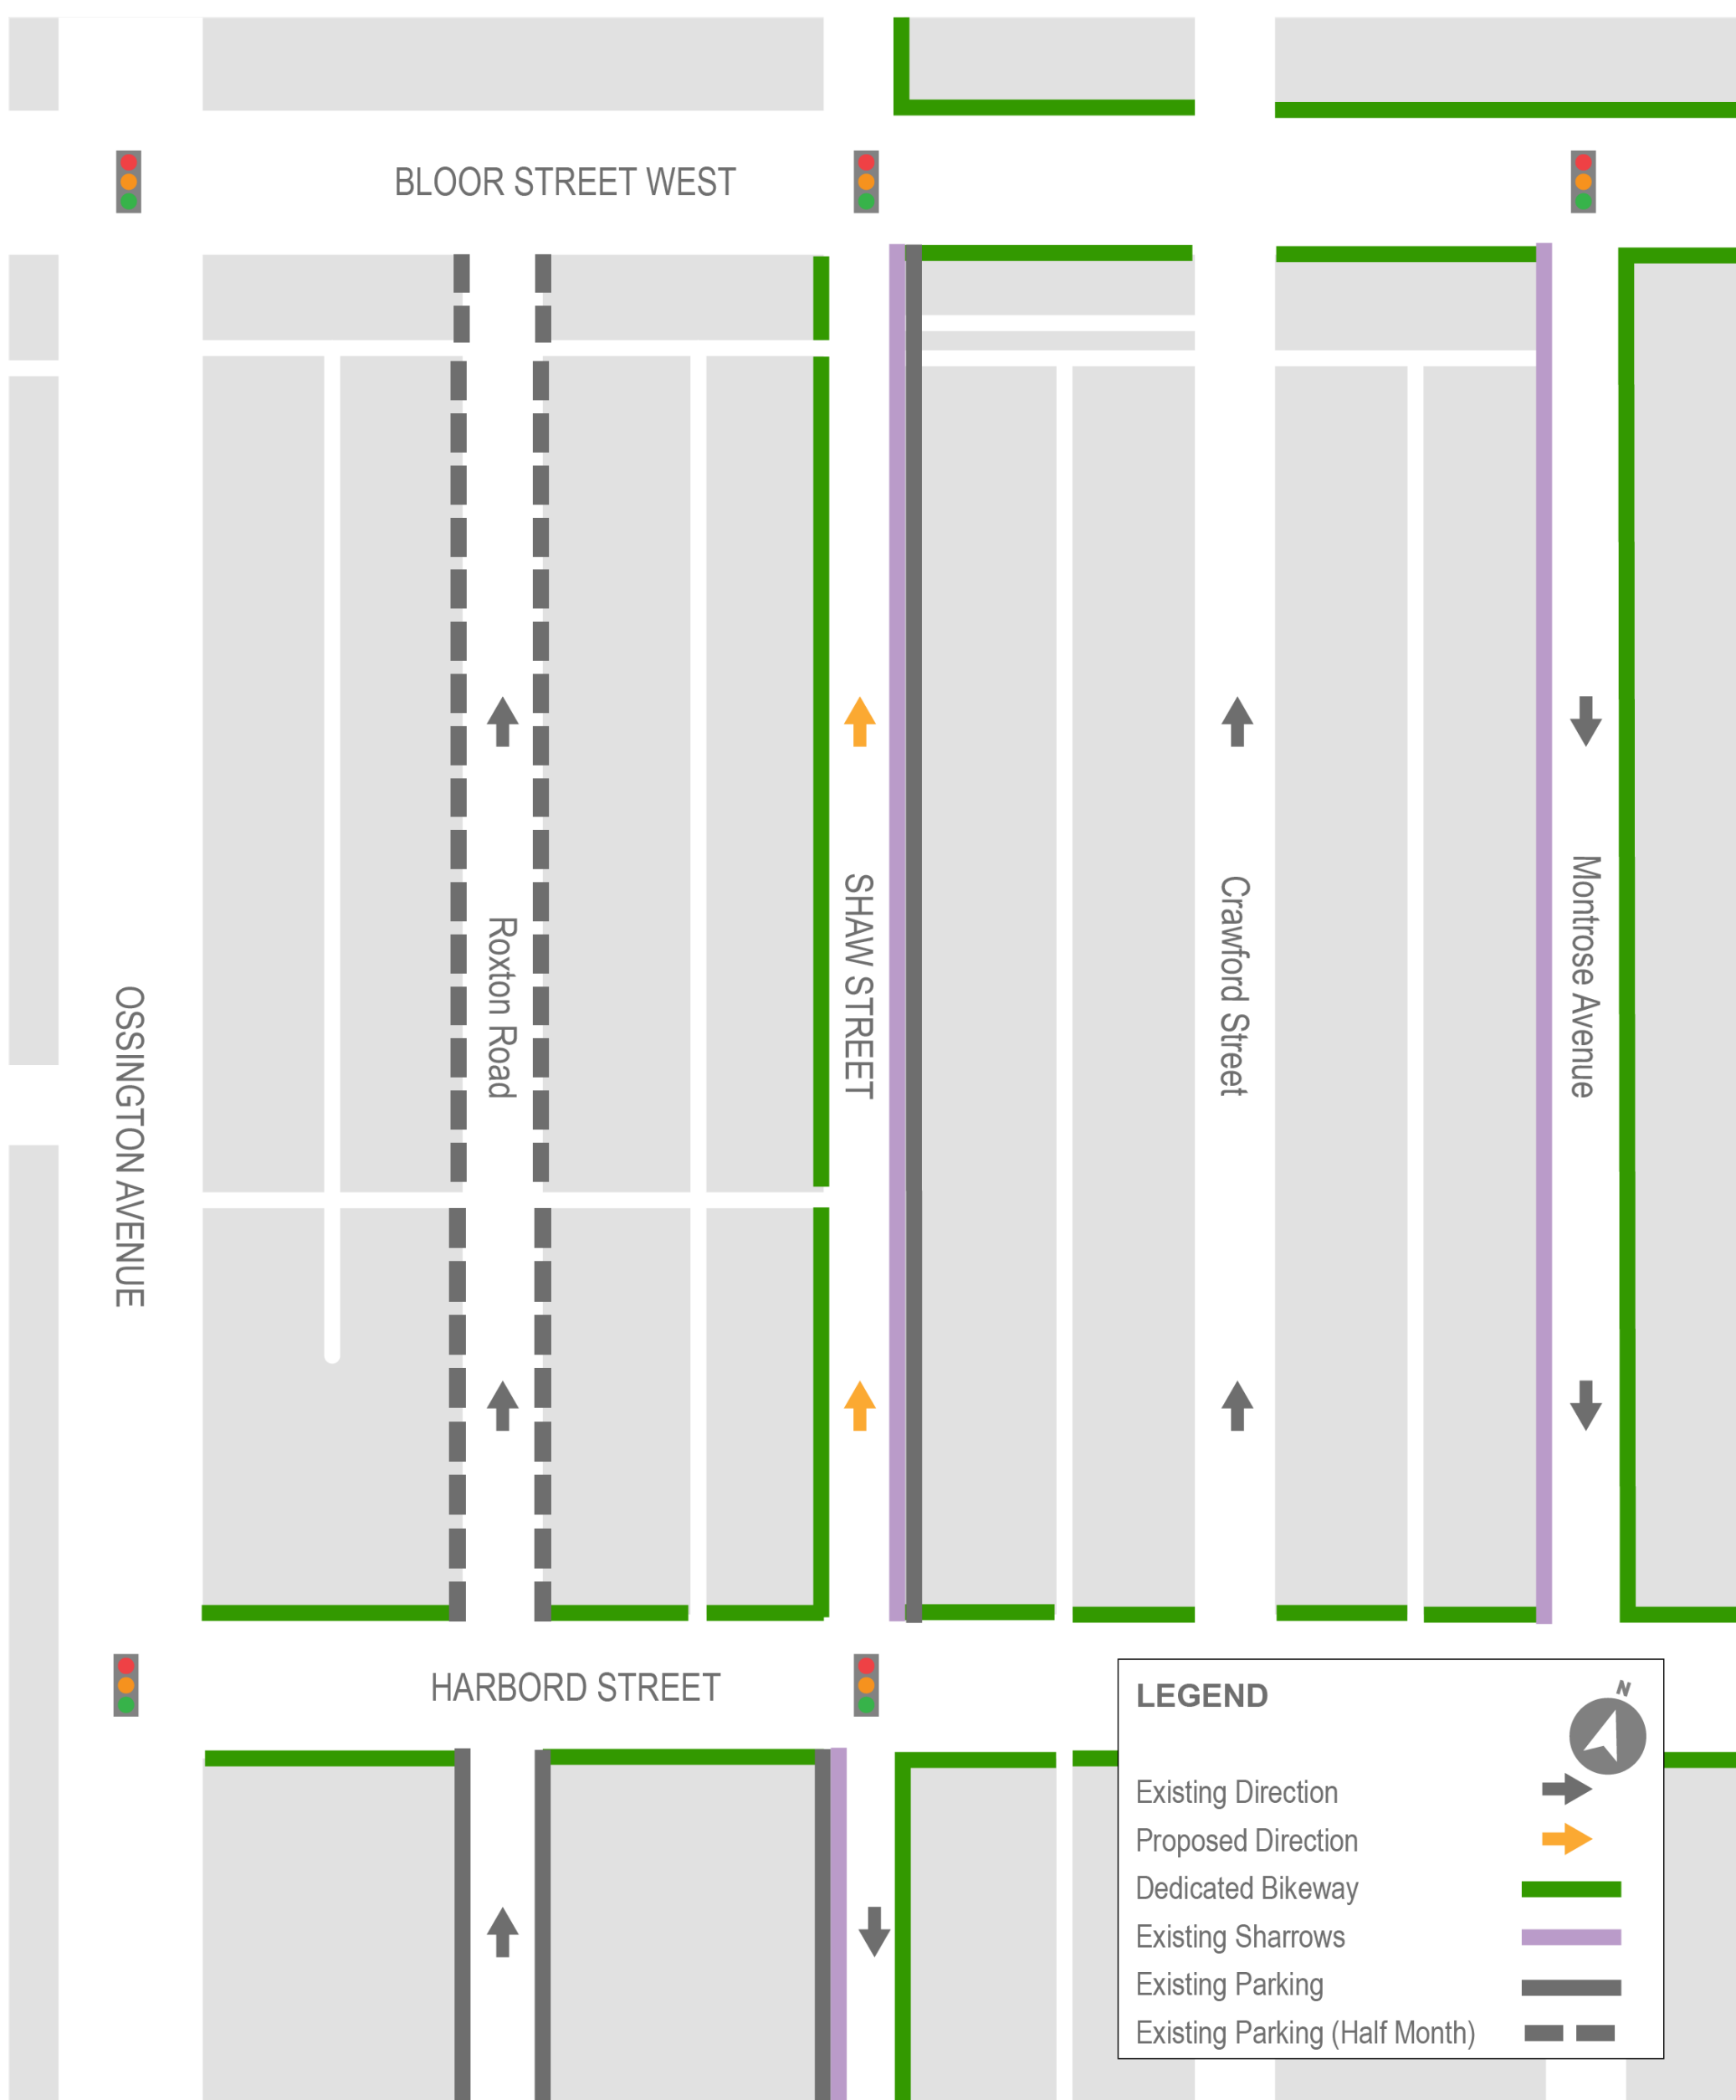 BLOOR STREET WEST
OSSINGTON AVENUE
Roxton Road
SHAW STREET
Crawford Street
Montrose Avenue
HARBORD STREET
LEGEND
N
Existing Direction
Proposed Direction
Dedicated Bikeway
Existing Sharrows
Existing Parking
Existing Parking (Half Month)